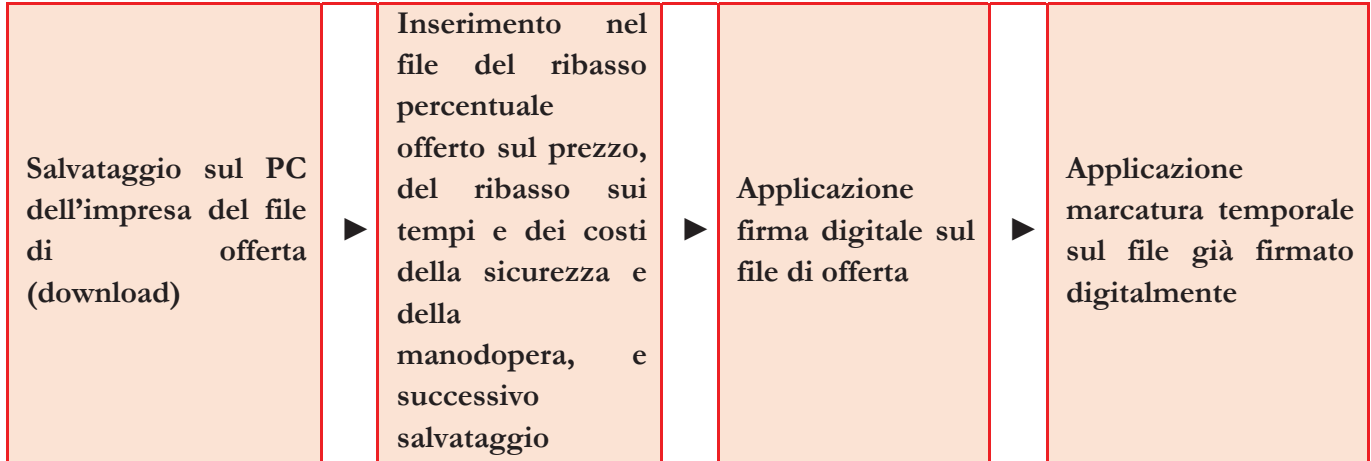 Salvataggio sul PC
dell’impresa del file
di offerta
(download)
►
Inserimento nel
file del ribasso
percentuale
offerto sul prezzo,
del ribasso sui
tempi e dei costi
della sicurezza e
della
manodopera, e
successivo
salvataggio
►
Applicazione
firma digitale sul
file di offerta
►
Applicazione
marcatura temporale
sul file già firmato
digitalmente